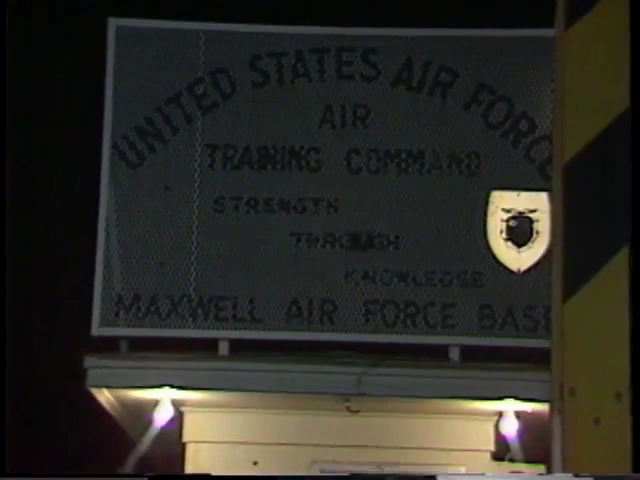 UNITED STATES AIR FORCE
AIR
TRAINING COMMAND
STRENGTH
THROUGH
KNOWLEDGE
MAXWELL AIR FORCE BASE